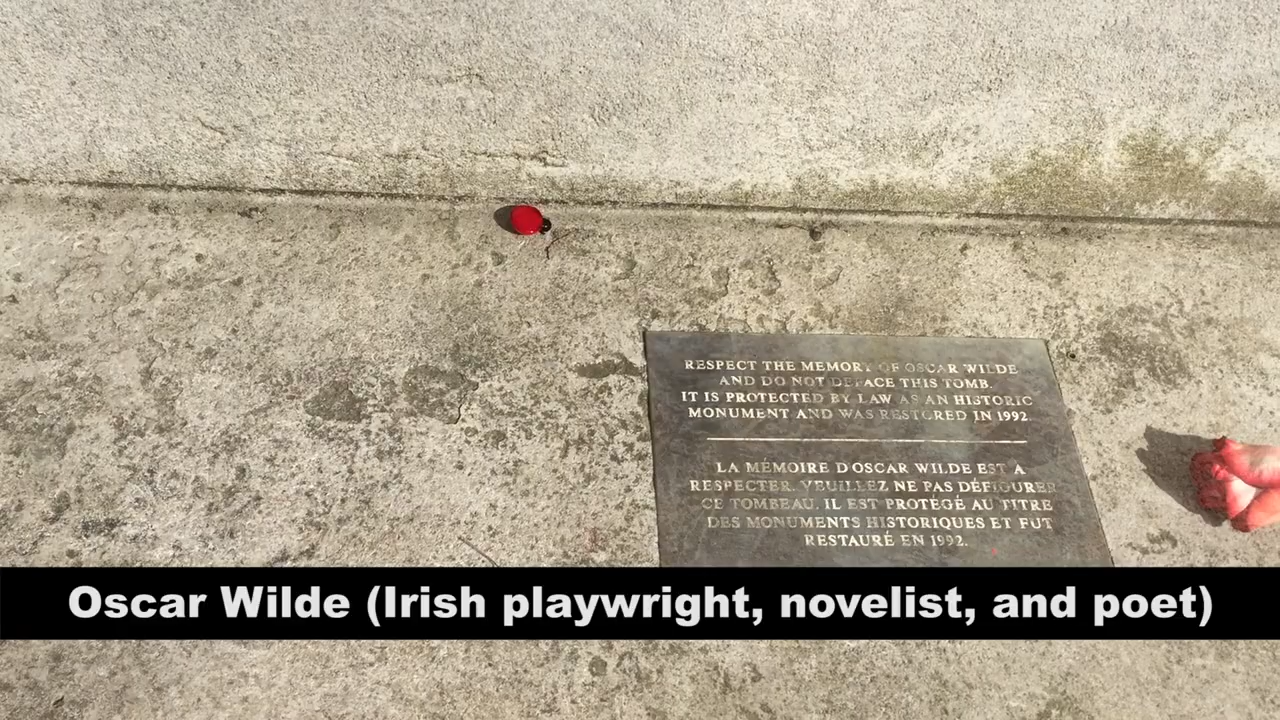 RESPECT THE MEMORY OF OSCAR WILDE
AND DO NOT DEFACE THIS TOMB.
IT IS PROTECTED BY LAW AS AN HISTORIC
MONUMENT AND WAS RESTORED IN 1992.
LA MÉMOIRE D'OSCAR WILDE EST A
RESPECTER. VEUILLEZ NE PAS DÉFIGURER
CE TOMBEAU. IL EST PROTÉGÉ AU TITRE
DES MONUMENTS HISTORIQUES ET FUT
RESTAURÉ EN 1992.
Oscar Wilde (Irish playwright, novelist, and poet)